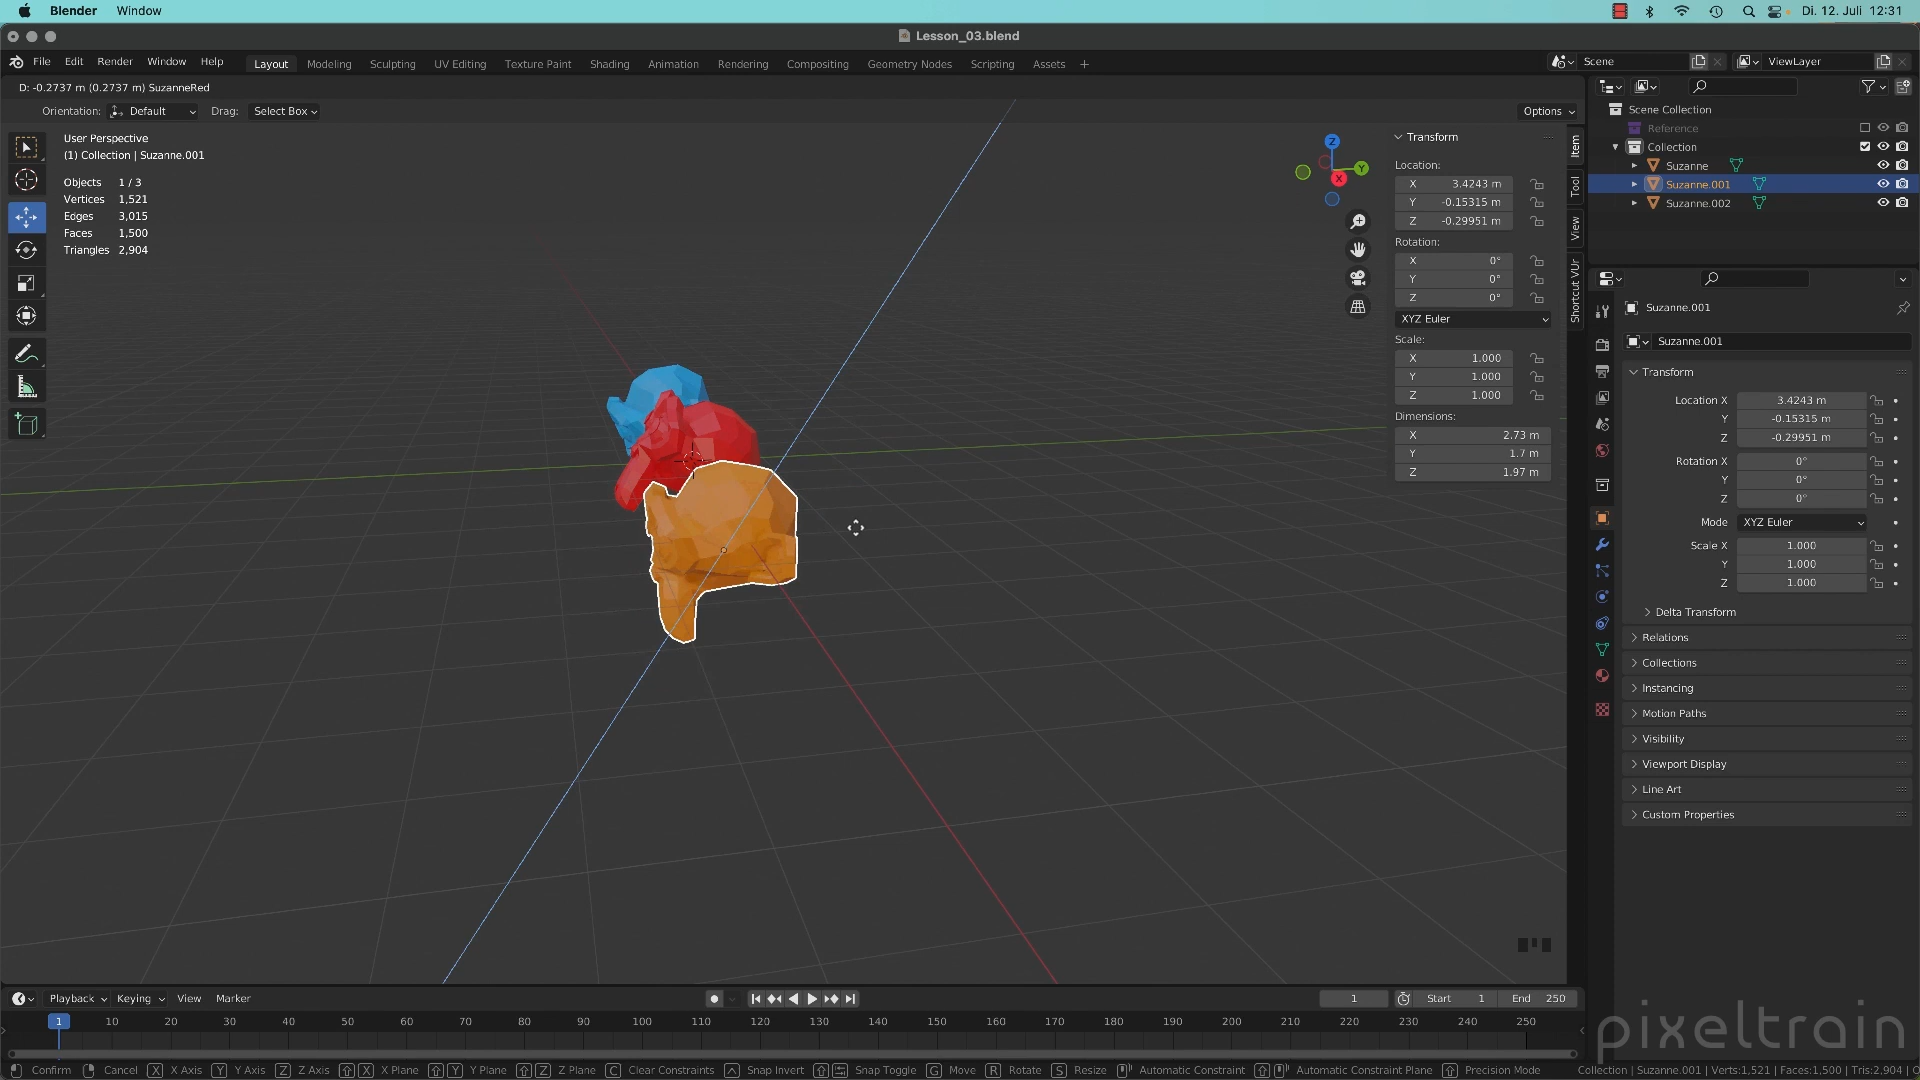 Blender Window Di. 12. Juli 12:31
Lesson_03.blend
File Edit Render Window Help Layout Modeling Sculpting UV Editing Texture Paint Shading Animation Rendering Compositing Geometry Nodes Scripting Assets + Scene ViewLayer
D: -0.2737 m (0.2737 m) SuzanneRed
Orientation: Default Drag: Select Box Options
User Perspective
(1) Collection | Suzanne.001
Objects 1 / 3
Vertices 1,521
Edges 3,015
Faces 1,500
Triangles 2,904
Z
Y
X
Transform
Location:
X 3.4243 m
Y -0.15315 m
Z -0.29951 m
Rotation:
X 0°
Y 0°
Z 0°
XYZ Euler
Scale:
X 1.000
Y 1.000
Z 1.000
Dimensions:
X 2.73 m
Y 1.7 m
Z 1.97 m
Item
Tool
View
Shortcut VUr
Scene Collection
Reference
Collection
Suzanne
Suzanne.001
Suzanne.002
Suzanne.001
Suzanne.001
Transform
Location X 3.4243 m
Y -0.15315 m
Z -0.29951 m
Rotation X 0°
Y 0°
Z 0°
Mode XYZ Euler
Scale X 1.000
Y 1.000
Z 1.000
Delta Transform
Relations
Collections
Instancing
Motion Paths
Visibility
Viewport Display
Line Art
Custom Properties
Playback Keying View Marker 1 Start 1 End 250
1 10 20 30 40 50 60 70 80 90 100 110 120 130 140 150 160 170 180 190 200 210 220 230 240 250
pixeltrain
Confirm Cancel X X Axis Y Y Axis Z Z Axis X X Plane Y Y Plane Z Z Plane C Clear Constraints Snap Invert Snap Toggle G Move R Rotate S Resize Automatic Constraint Automatic Constraint Plane Precision Mode Collection | Suzanne.001 | Verts:1,521 | Faces:1,500 | Tris:2,904 |